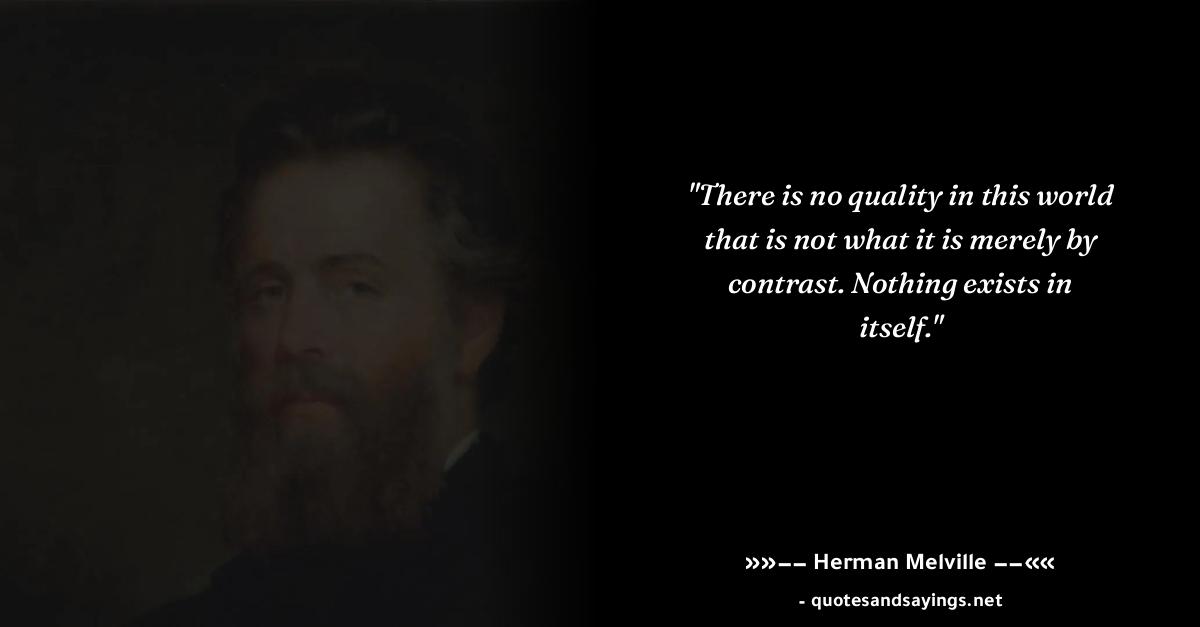 "There is no quality in this world
that is not what it is merely by
contrast. Nothing exists in
itself."
»»−− Herman Melville −−««
- quotesandsayings.net